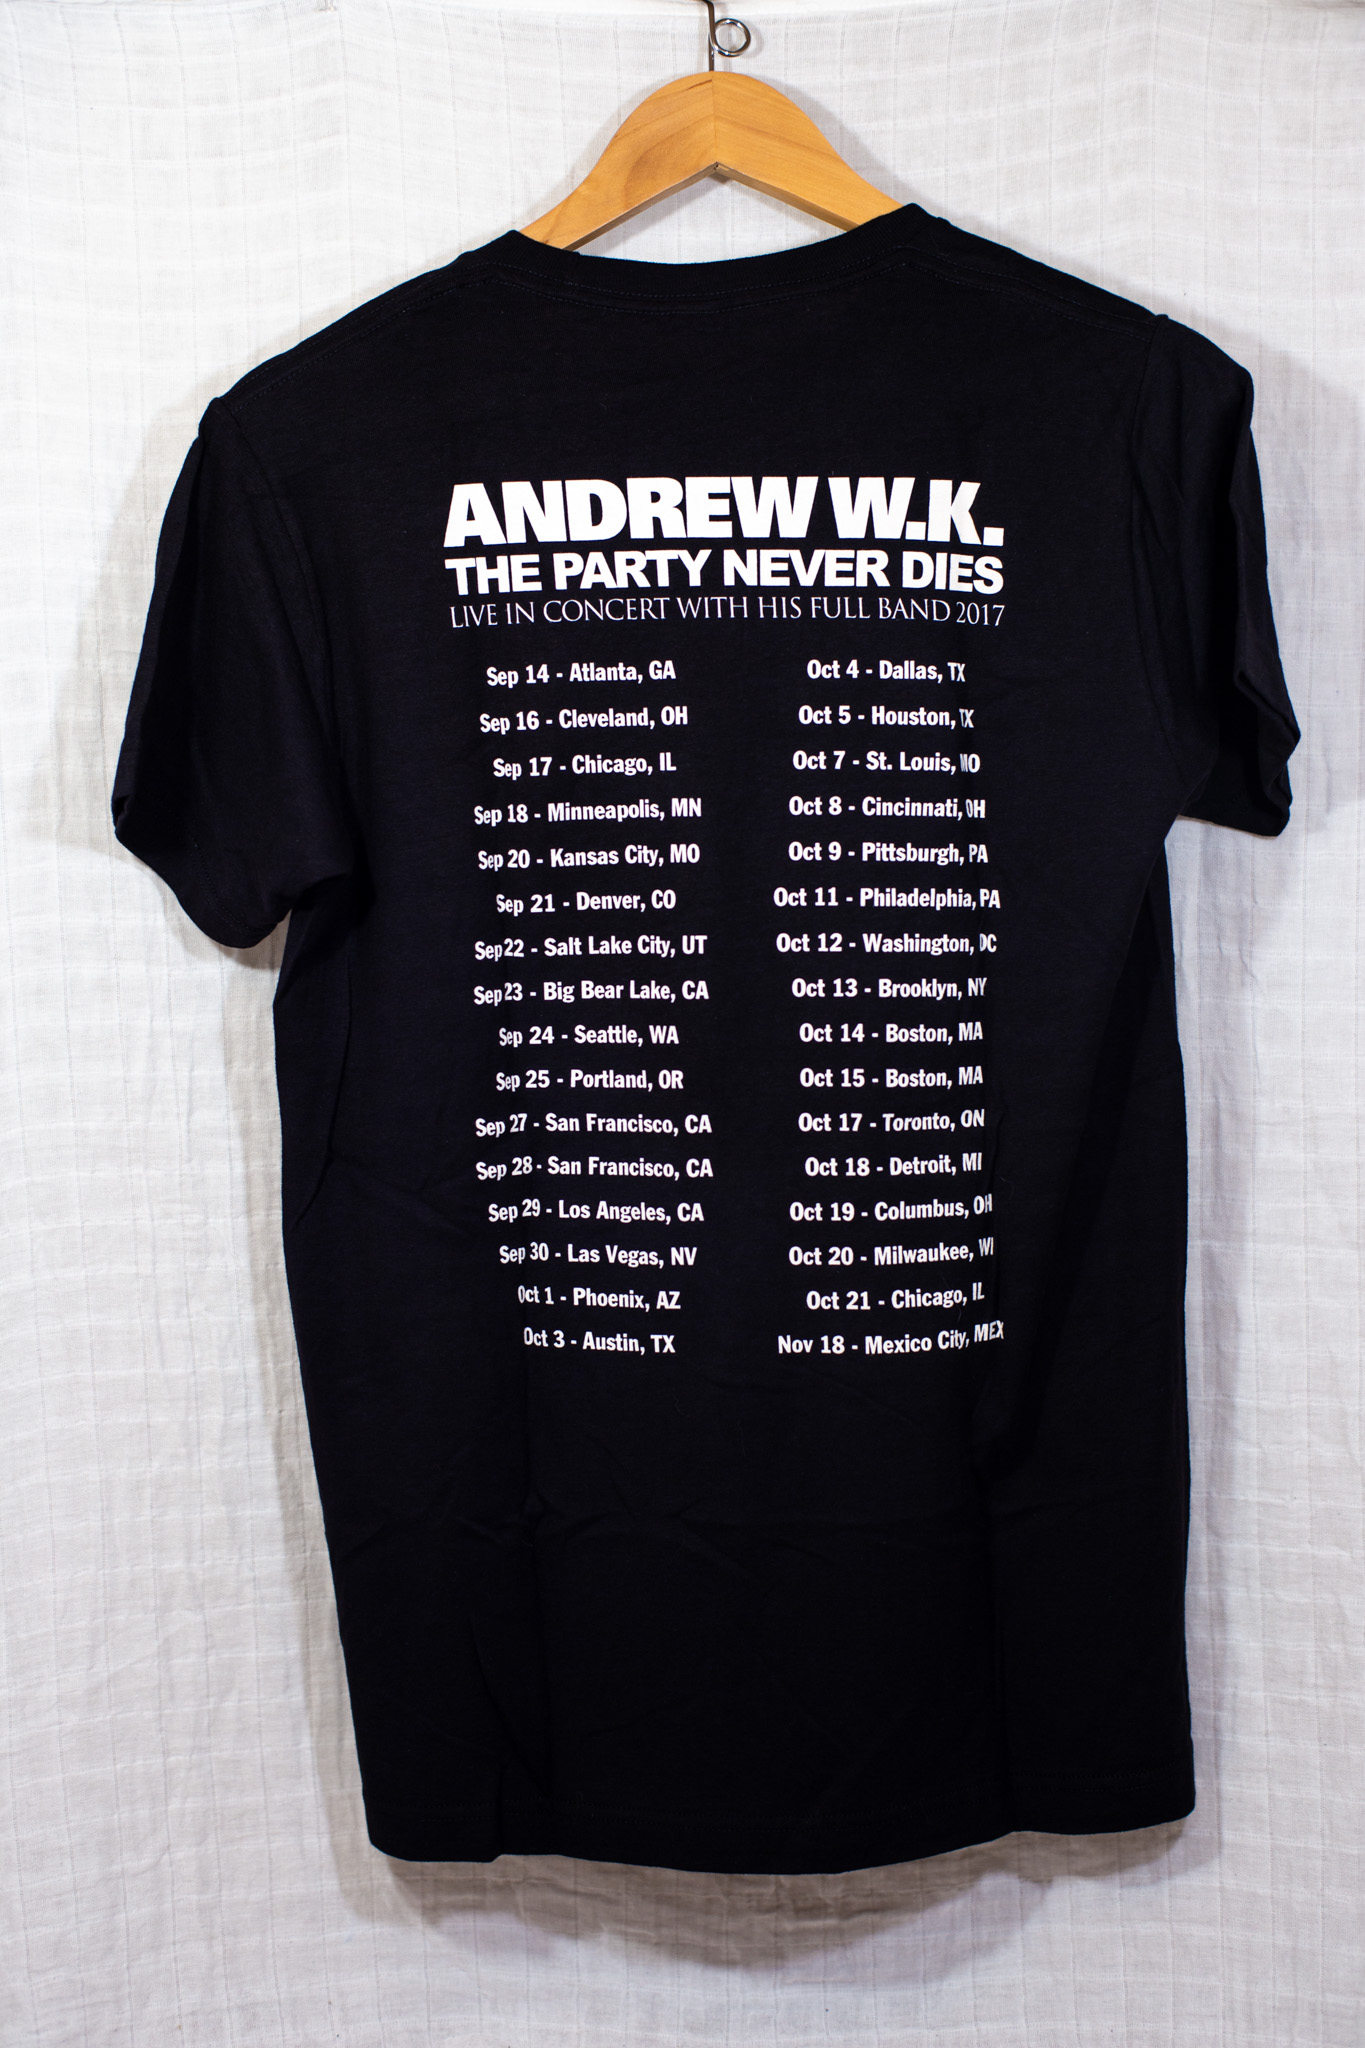 ANDREW W.K.
THE PARTY NEVER DIES
LIVE IN CONCERT WITH HIS FULL BAND 2017
Sep 14 - Atlanta, GA
Sep 16 - Cleveland, OH
Sep 17 - Chicago, IL
Sep 18 - Minneapolis, MN
Sep 20 - Kansas City, MO
Sep 21 - Denver, CO
Sep 22 - Salt Lake City, UT
Sep 23 - Big Bear Lake, CA
Sep 24 - Seattle, WA
Sep 25 - Portland, OR
Sep 27 - San Francisco, CA
Sep 28 - San Francisco, CA
Sep 29 - Los Angeles, CA
Sep 30 - Las Vegas, NV
Oct 1 - Phoenix, AZ
Oct 3 - Austin, TX
Oct 4 - Dallas, TX
Oct 5 - Houston, TX
Oct 7 - St. Louis, MO
Oct 8 - Cincinnati, OH
Oct 9 - Pittsburgh, PA
Oct 11 - Philadelphia, PA
Oct 12 - Washington, DC
Oct 13 - Brooklyn, NY
Oct 14 - Boston, MA
Oct 15 - Boston, MA
Oct 17 - Toronto, ON
Oct 18 - Detroit, MI
Oct 19 - Columbus, OH
Oct 20 - Milwaukee, WI
Oct 21 - Chicago, IL
Nov 18 - Mexico City, MEX